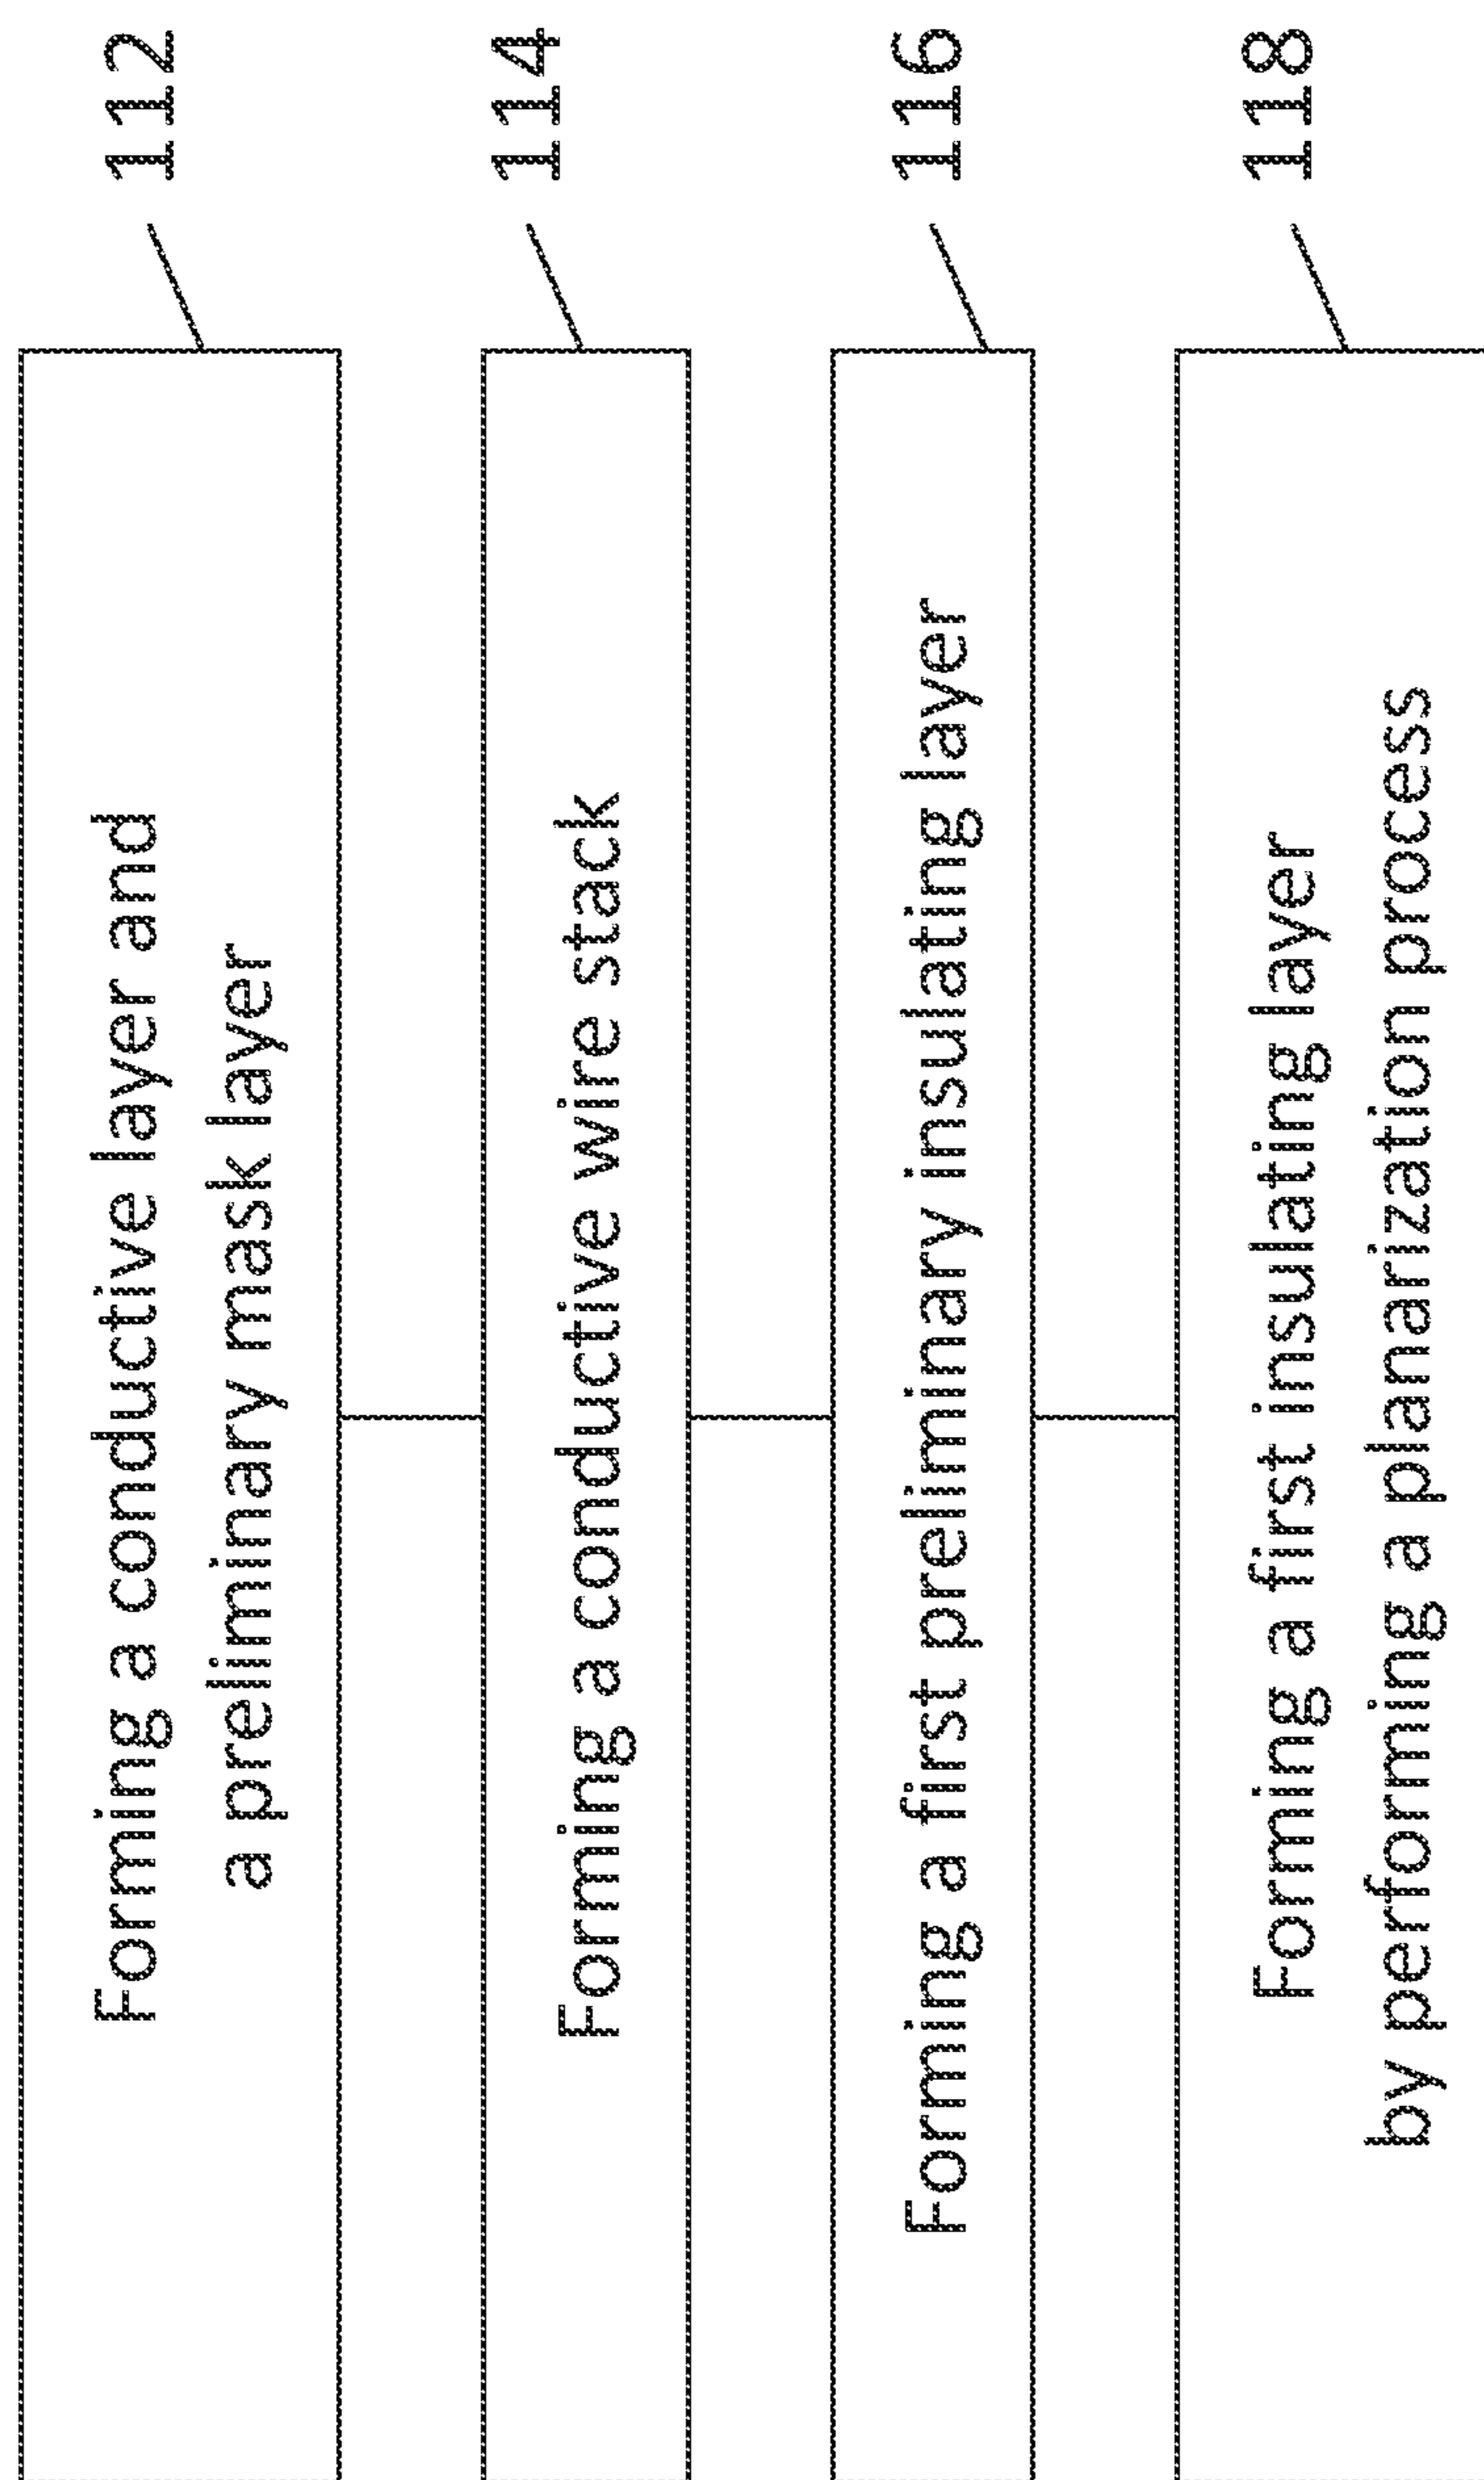 Forming a conductive layer and
a preliminary mask layer
112
Forming a conductive wire stack
114
Forming a first preliminary insulating layer
116
Forming a first insulating layer
by performing a planarization process
118